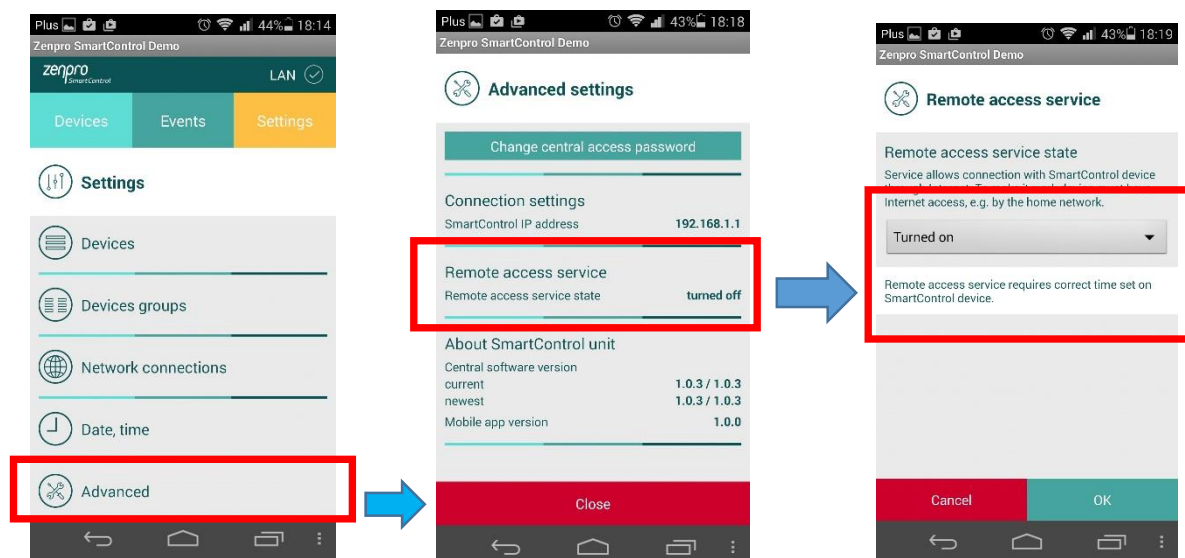 Plus 44% 18:14
Zenpro SmartControl Demo
zenpro
SmartControl
LAN
Devices Events Settings
Settings
Devices
Devices groups
Network connections
Date, time
Advanced
Plus 43% 18:18
Zenpro SmartControl Demo
Advanced settings
Change central access password
Connection settings
SmartControl IP address 192.168.1.1
Remote access service
Remote access service state turned off
About SmartControl unit
Central software version
current 1.0.3 / 1.0.3
newest 1.0.3 / 1.0.3
Mobile app version 1.0.0
Close
Plus 43% 18:19
Zenpro SmartControl Demo
Remote access service
Remote access service state
Service allows connection with SmartControl device
Internet access, e.g. by the home network.
Turned on
Remote access service requires correct time set on
SmartControl device.
Cancel OK